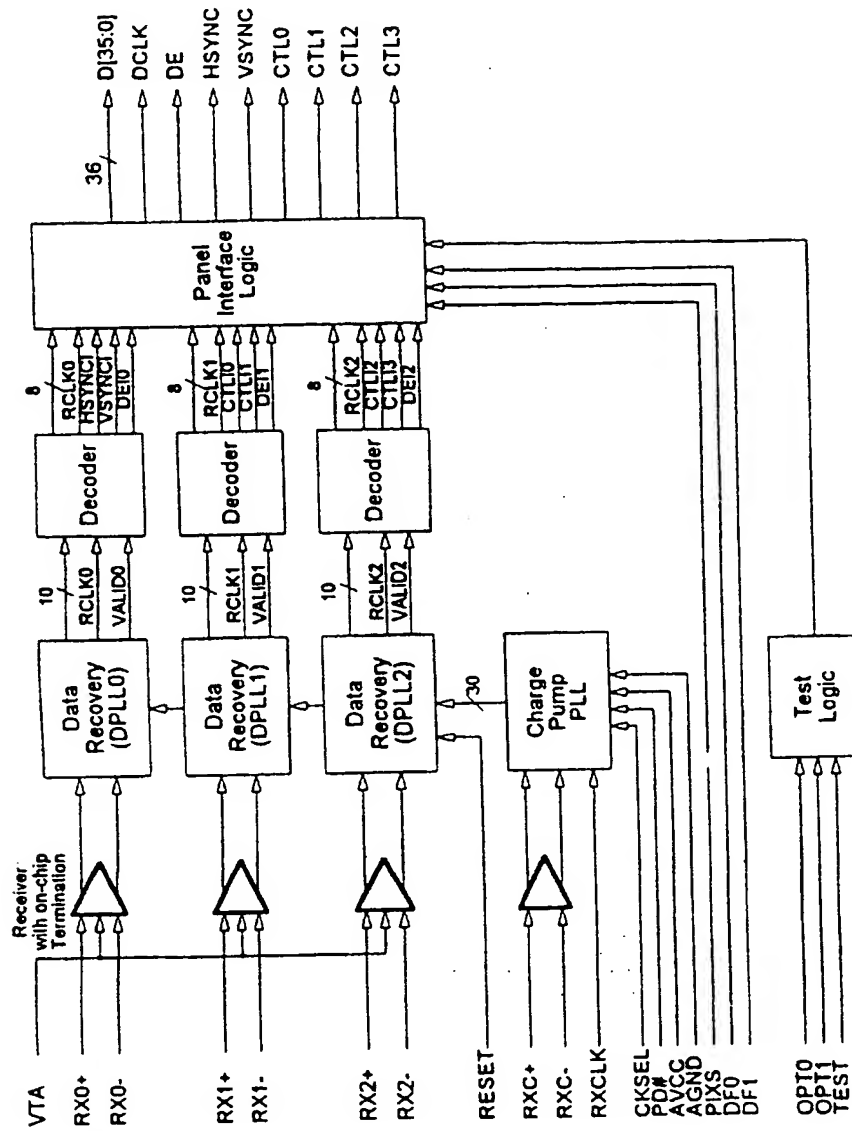 Receiver
with on-chip
Termination
VTA
RX0+
RX0-
RX1+
RX1-
RX2+
RX2-
RESET
RXC+
RXC-
RXCLK
CKSEL
PD#
AVCC
AGND
PIXS
DF0
DF1
OPT0
OPT1
TEST
Data
Recovery
(DPLL0)
Data
Recovery
(DPLL1)
Data
Recovery
(DPLL2)
30
Charge
Pump
PLL
Test
Logic
10
RCLK0
VALID0
10
RCLK1
VALID1
10
RCLK2
VALID2
Decoder
Decoder
Decoder
8
RCLK0
HSYNCI
VSYNCI
DEI0
8
RCLK1
CTLI0
CTLI1
DEI1
8
RCLK2
CTLI2
CTLI3
DEI2
Panel
Interface
Logic
36
D[35:0]
DCLK
DE
HSYNC
VSYNC
CTL0
CTL1
CTL2
CTL3